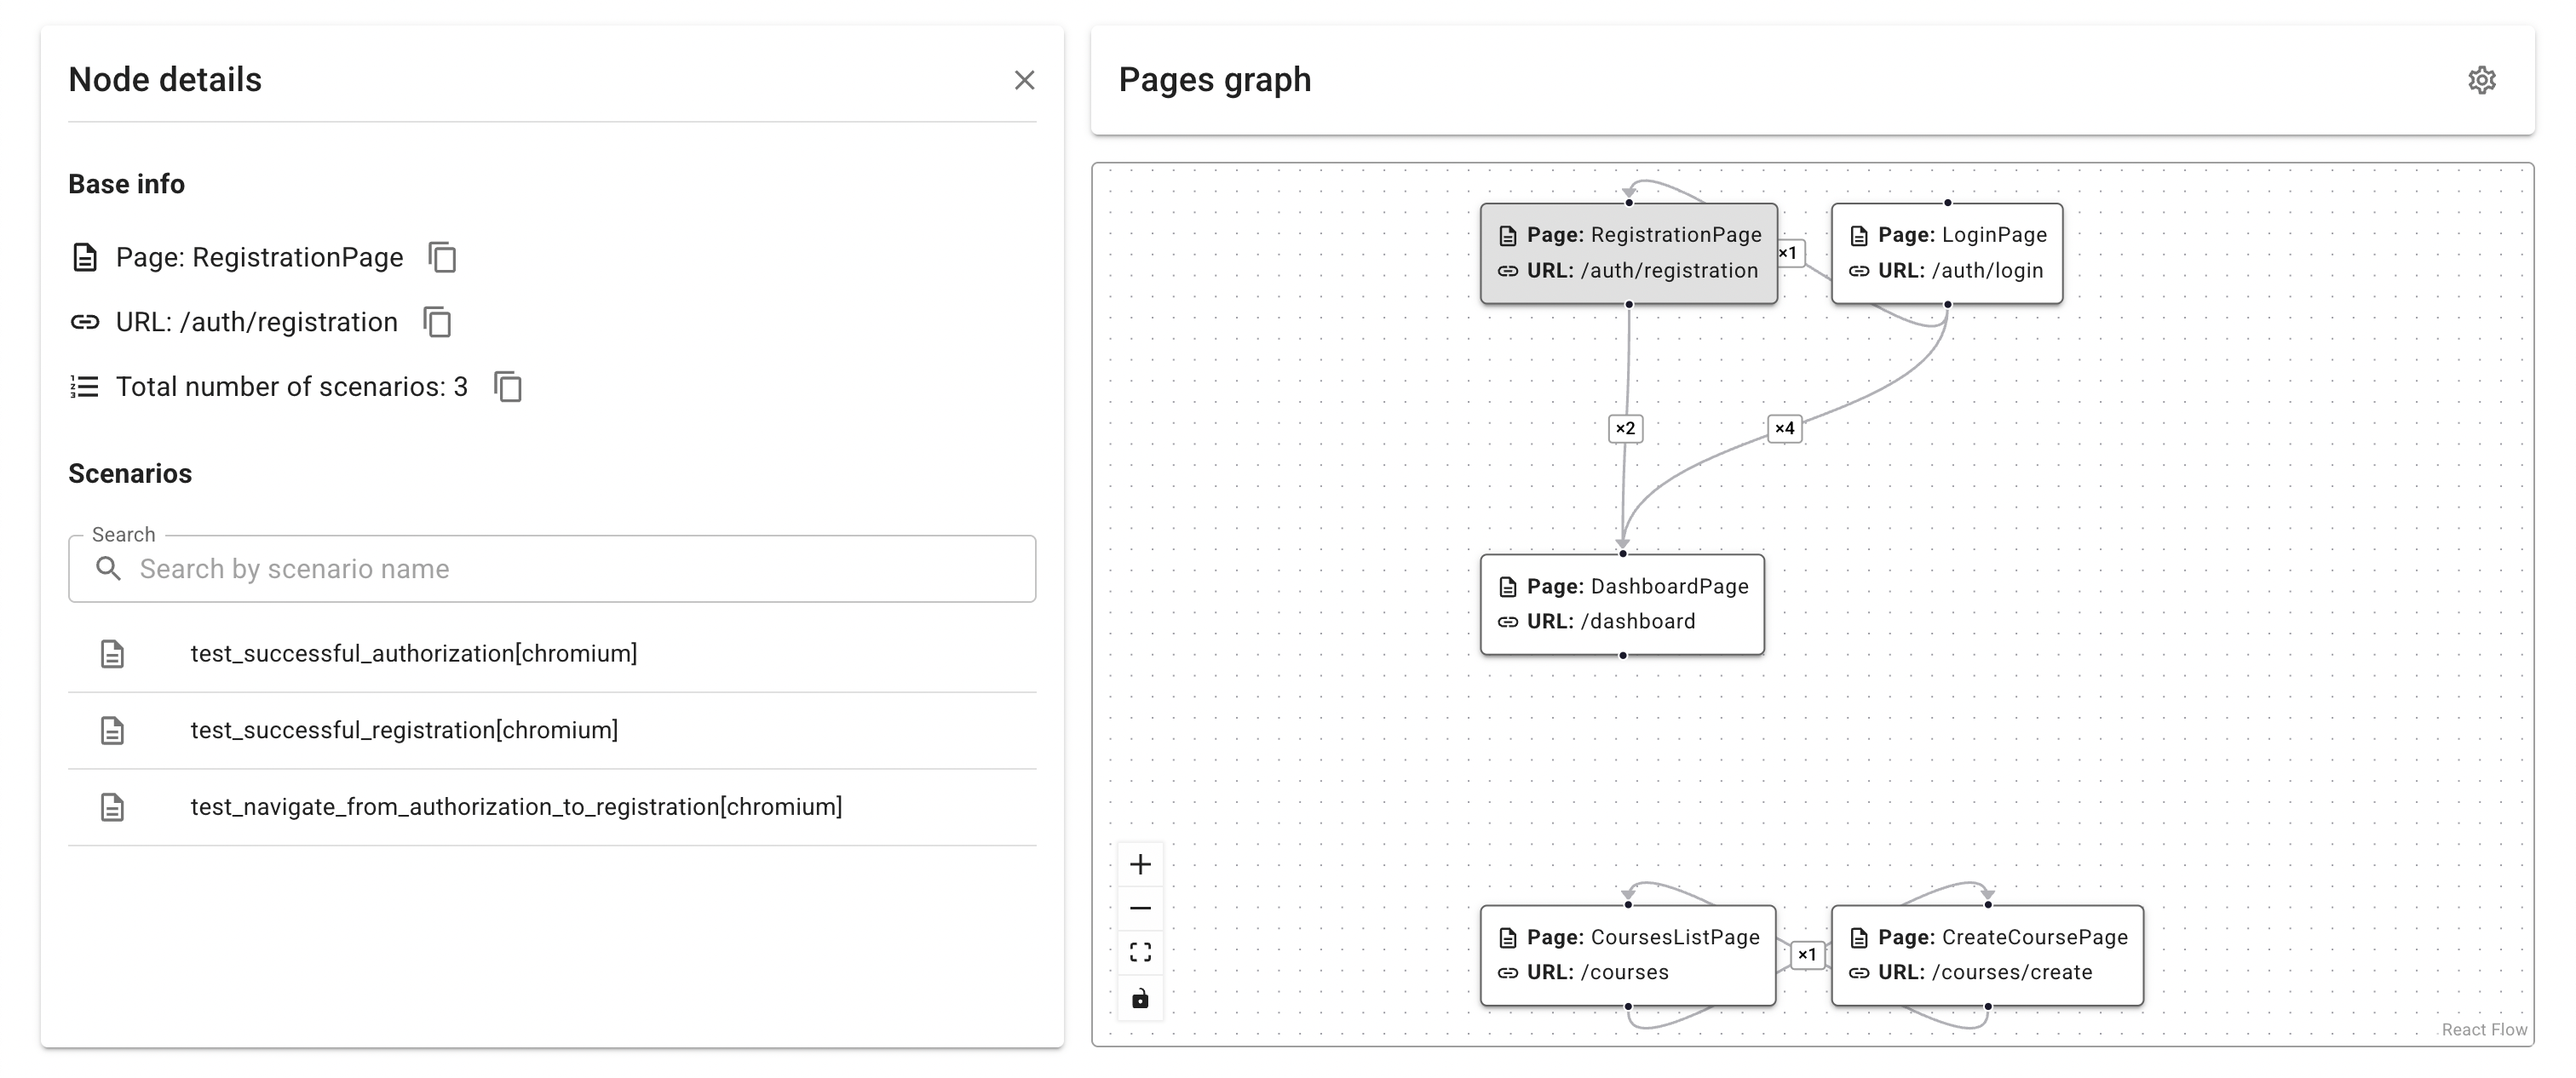 Node details
Base info
Page: RegistrationPage
URL: /auth/registration
Total number of scenarios: 3
Scenarios
Search
Search by scenario name
test_successful_authorization[chromium]
test_successful_registration[chromium]
test_navigate_from_authorization_to_registration[chromium]
Pages graph
Page: RegistrationPage
URL: /auth/registration
×1
Page: LoginPage
URL: /auth/login
×2
×4
Page: DashboardPage
URL: /dashboard
Page: CoursesListPage
URL: /courses
×1
Page: CreateCoursePage
URL: /courses/create
React Flow